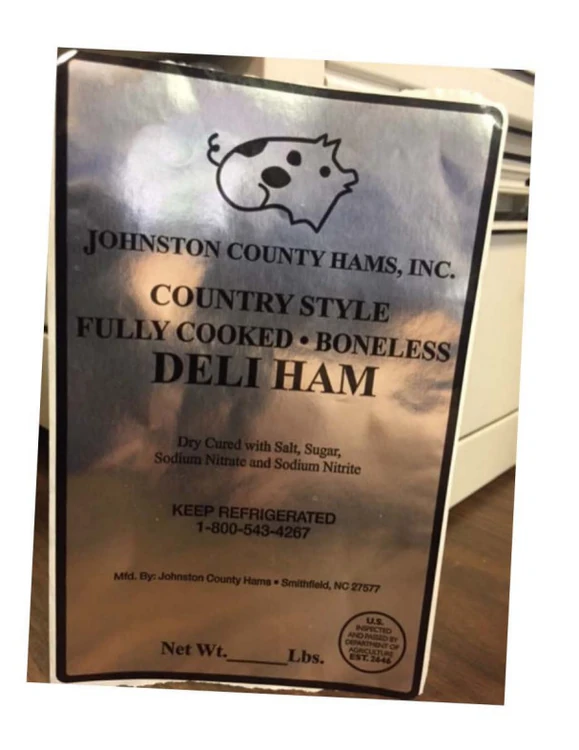 JOHNSTON COUNTY HAMS, INC.
COUNTRY STYLE
FULLY COOKED • BONELESS
DELI HAM
Dry Cured with Salt, Sugar,
Sodium Nitrate and Sodium Nitrite
KEEP REFRIGERATED
1-800-543-4267
Mfd. By: Johnston County Hams • Smithfield, NC 27577
U.S.
INSPECTED
AND PASSED BY
DEPARTMENT OF
AGRICULTURE
EST. 2646
Net Wt.______Lbs.